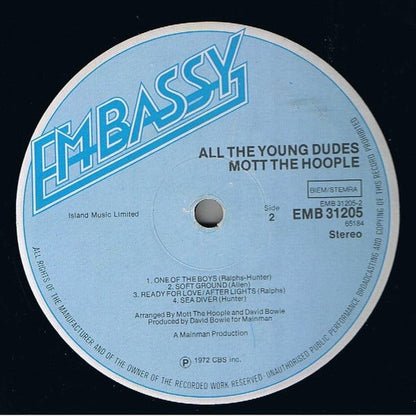 EMBASSY
ALL THE YOUNG DUDES
MOTT THE HOOPLE
BIEM/STEMRA
Island Music Limited
Side
2
EMB 31205-2
EMB 31205
65184
Stereo
1. ONE OF THE BOYS (Ralphs-Hunter)
2. SOFT GROUND (Allen)
3. READY FOR LOVE/AFTER LIGHTS (Ralphs)
4. SEA DIVER (Hunter)
Arranged By Mott The Hoople and David Bowie
Produced by David Bowie for Mainman
A Mainman Production
Ⓟ 1972 CBS inc.
ALL RIGHTS OF THE MANUFACTURER AND OF THE OWNER OF THE RECORDED WORK RESERVED · UNAUTHORISED PUBLIC PERFORMANCE BROADCASTING AND COPYING OF THIS RECORD PROHIBITED